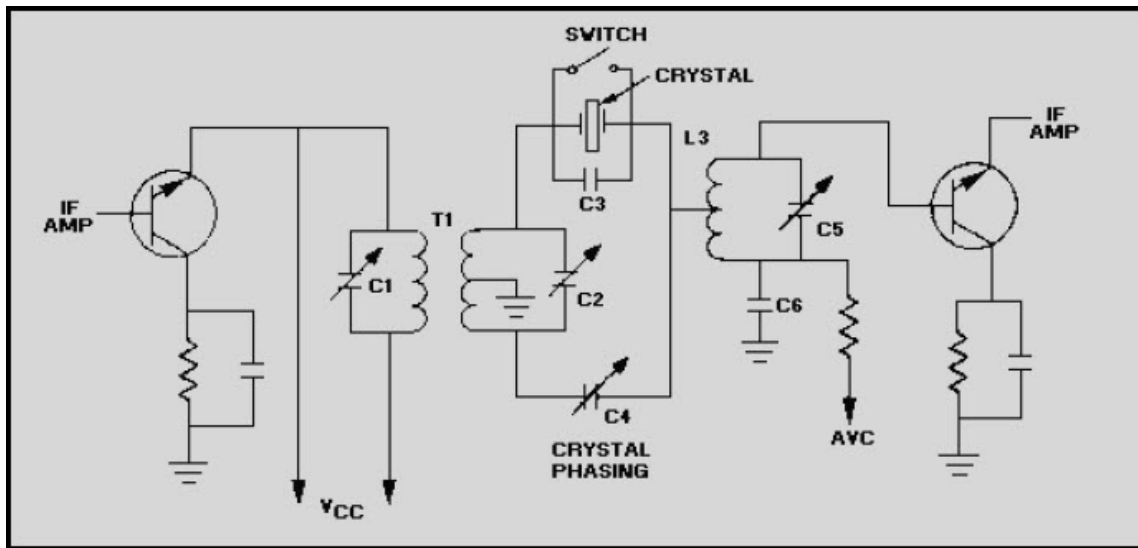 SWITCH
CRYSTAL
L3
IF
AMP
IF
AMP
C3
T1
C5
C1
C2
C6
C4
AVC
CRYSTAL
PHASING
VCC